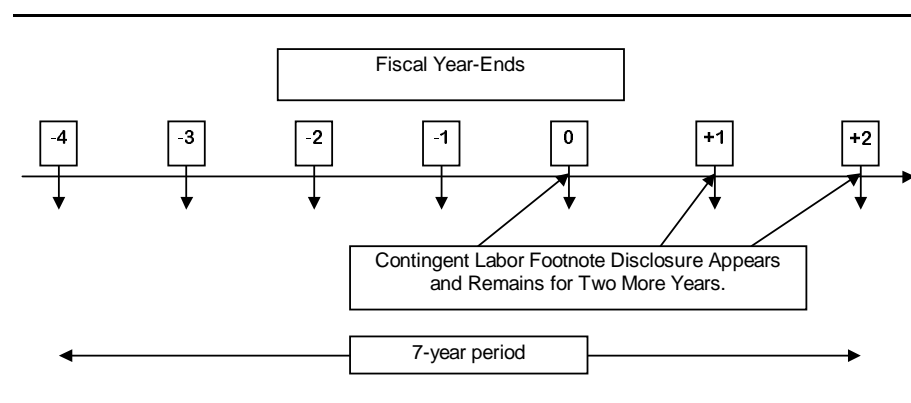 Fiscal Year-Ends
-4 -3 -2 -1 0 +1 +2
Contingent Labor Footnote Disclosure Appears
and Remains for Two More Years.
7-year period